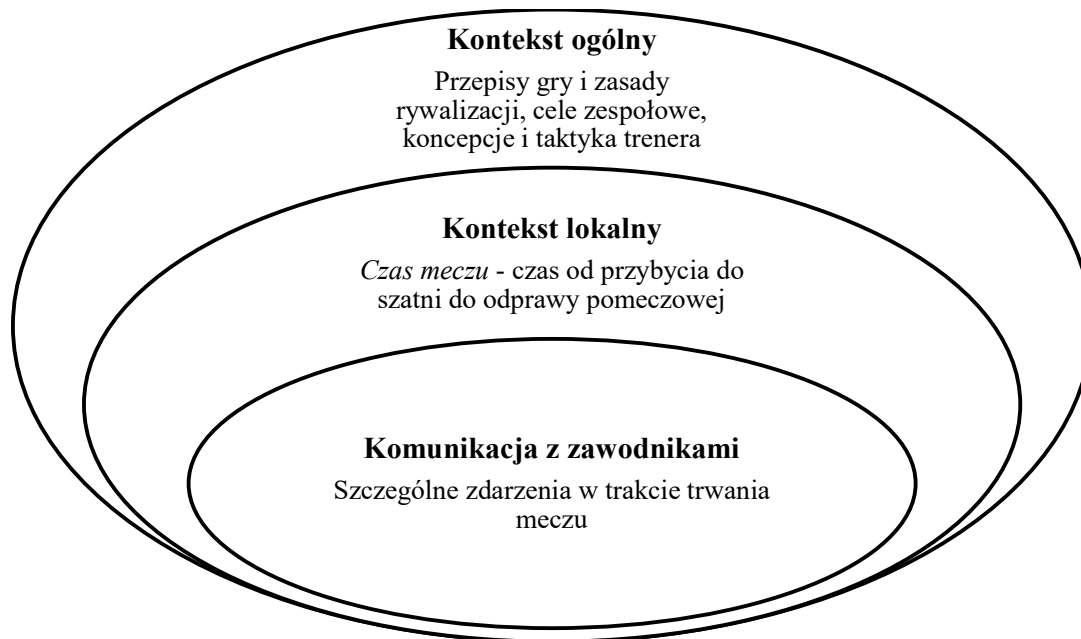 Kontekst ogólny
Przepisy gry i zasady
rywalizacji, cele zespołowe,
koncepcje i taktyka trenera
Kontekst lokalny
Czas meczu - czas od przybycia do
szatni do odprawy pomeczowej
Komunikacja z zawodnikami
Szczególne zdarzenia w trakcie trwania
meczu